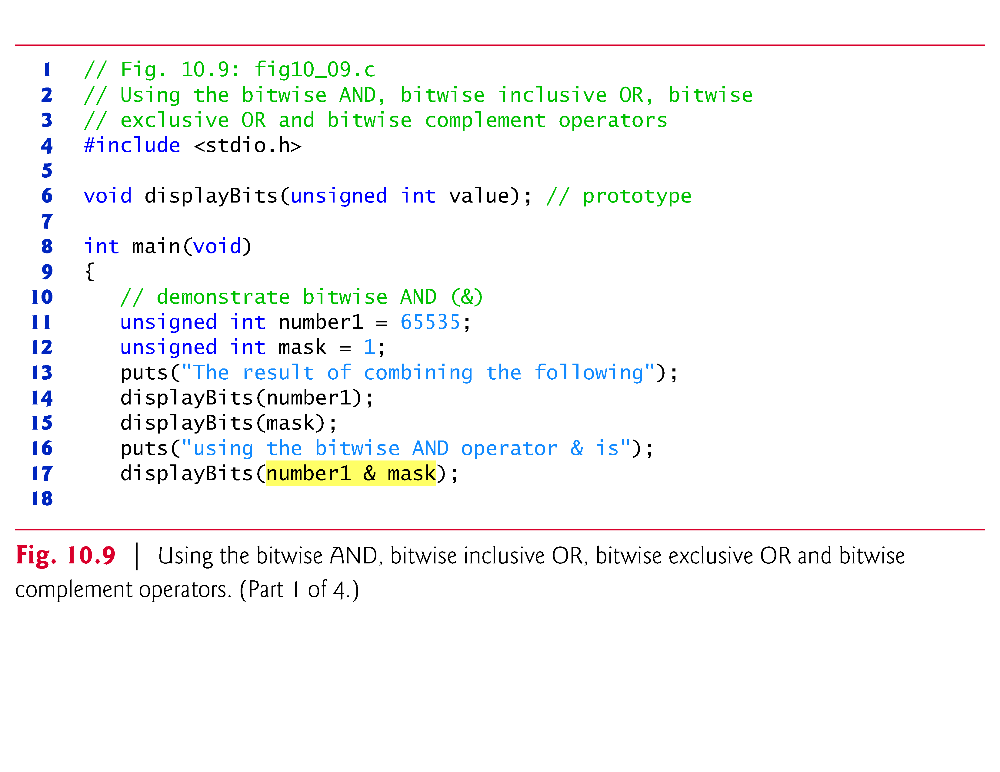 1 // Fig. 10.9: fig10_09.c
2 // Using the bitwise AND, bitwise inclusive OR, bitwise
3 // exclusive OR and bitwise complement operators
4 #include <stdio.h>
5
6 void displayBits(unsigned int value); // prototype
7
8 int main(void)
9 {
10    // demonstrate bitwise AND (&)
11    unsigned int number1 = 65535;
12    unsigned int mask = 1;
13    puts("The result of combining the following");
14    displayBits(number1);
15    displayBits(mask);
16    puts("using the bitwise AND operator & is");
17    displayBits(number1 & mask);
18
Fig. 10.9 | Using the bitwise AND, bitwise inclusive OR, bitwise exclusive OR and bitwise
complement operators. (Part 1 of 4.)